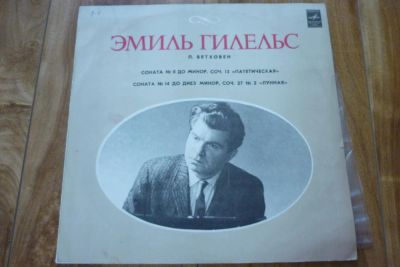 ЭМИЛЬ ГИЛЕЛЬС
Л. БЕТХОВЕН
СОНАТА № 8 ДО МИНОР, СОЧ. 13 «ПАТЕТИЧЕСКАЯ»
СОНАТА № 14 ДО ДИЕЗ МИНОР, СОЧ. 27 № 2 «ЛУННАЯ»